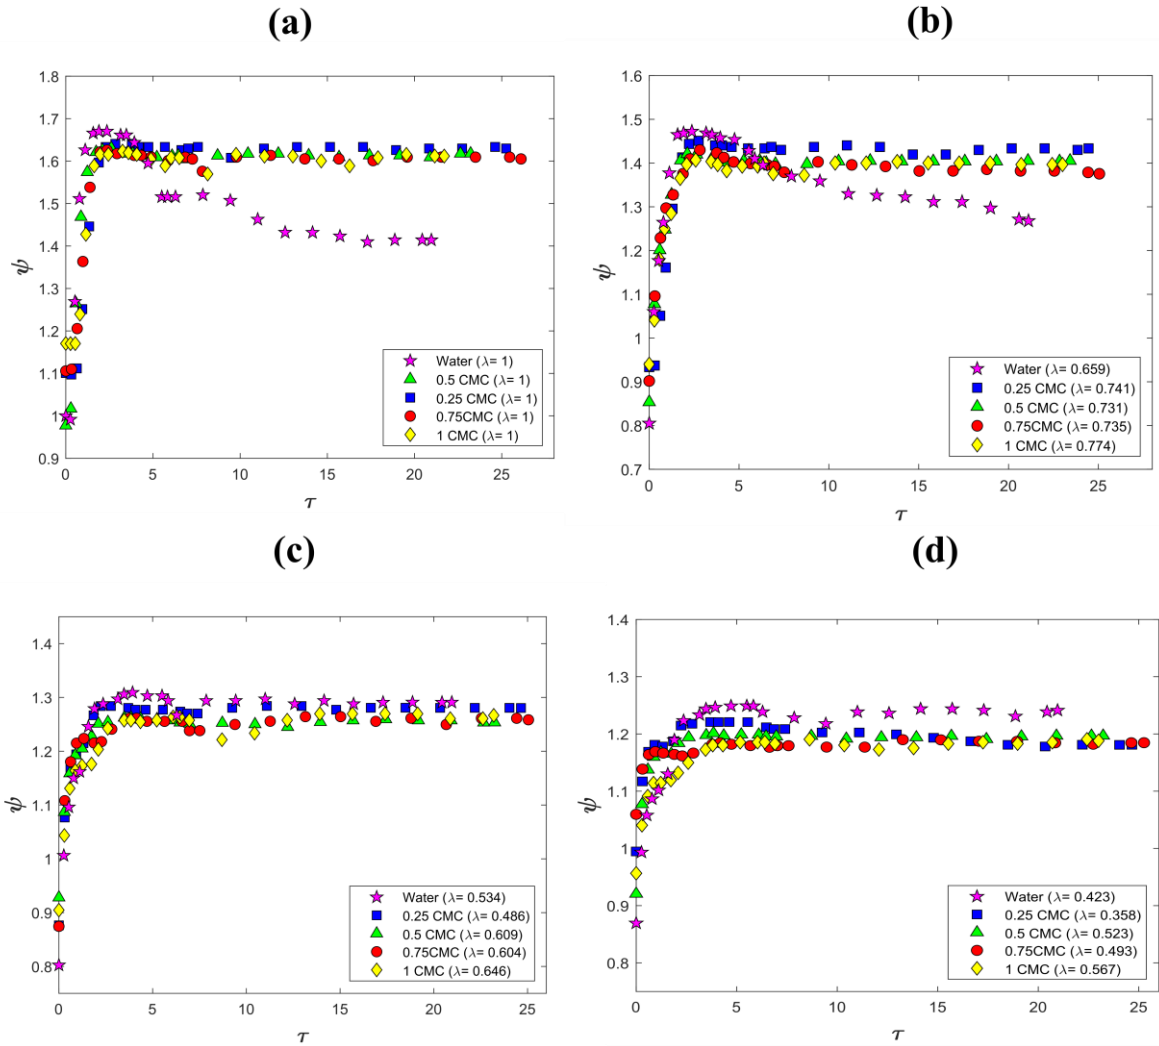 (a)
(b)
1.8
1.7
1.6
1.5
1.4
1.3
1.2
1.1
1
0.9
ψ
0 5 10 15 20 25
τ
Water (λ= 1)
0.5 CMC (λ= 1)
0.25 CMC (λ= 1)
0.75CMC (λ= 1)
1 CMC (λ= 1)
1.6
1.5
1.4
1.3
1.2
1.1
1
0.9
0.8
0.7
ψ
0 5 10 15 20 25
τ
Water (λ= 0.659)
0.25 CMC (λ= 0.741)
0.5 CMC (λ= 0.731)
0.75CMC (λ= 0.735)
1 CMC (λ= 0.774)
(c)
(d)
1.4
1.3
1.2
1.1
1
0.9
0.8
ψ
0 5 10 15 20 25
τ
Water (λ= 0.534)
0.25 CMC (λ= 0.486)
0.5 CMC (λ= 0.609)
0.75CMC (λ= 0.604)
1 CMC (λ= 0.646)
1.4
1.3
1.2
1.1
1
0.9
0.8
ψ
0 5 10 15 20 25
τ
Water (λ= 0.423)
0.25 CMC (λ= 0.358)
0.5 CMC (λ= 0.523)
0.75CMC (λ= 0.493)
1 CMC (λ= 0.567)